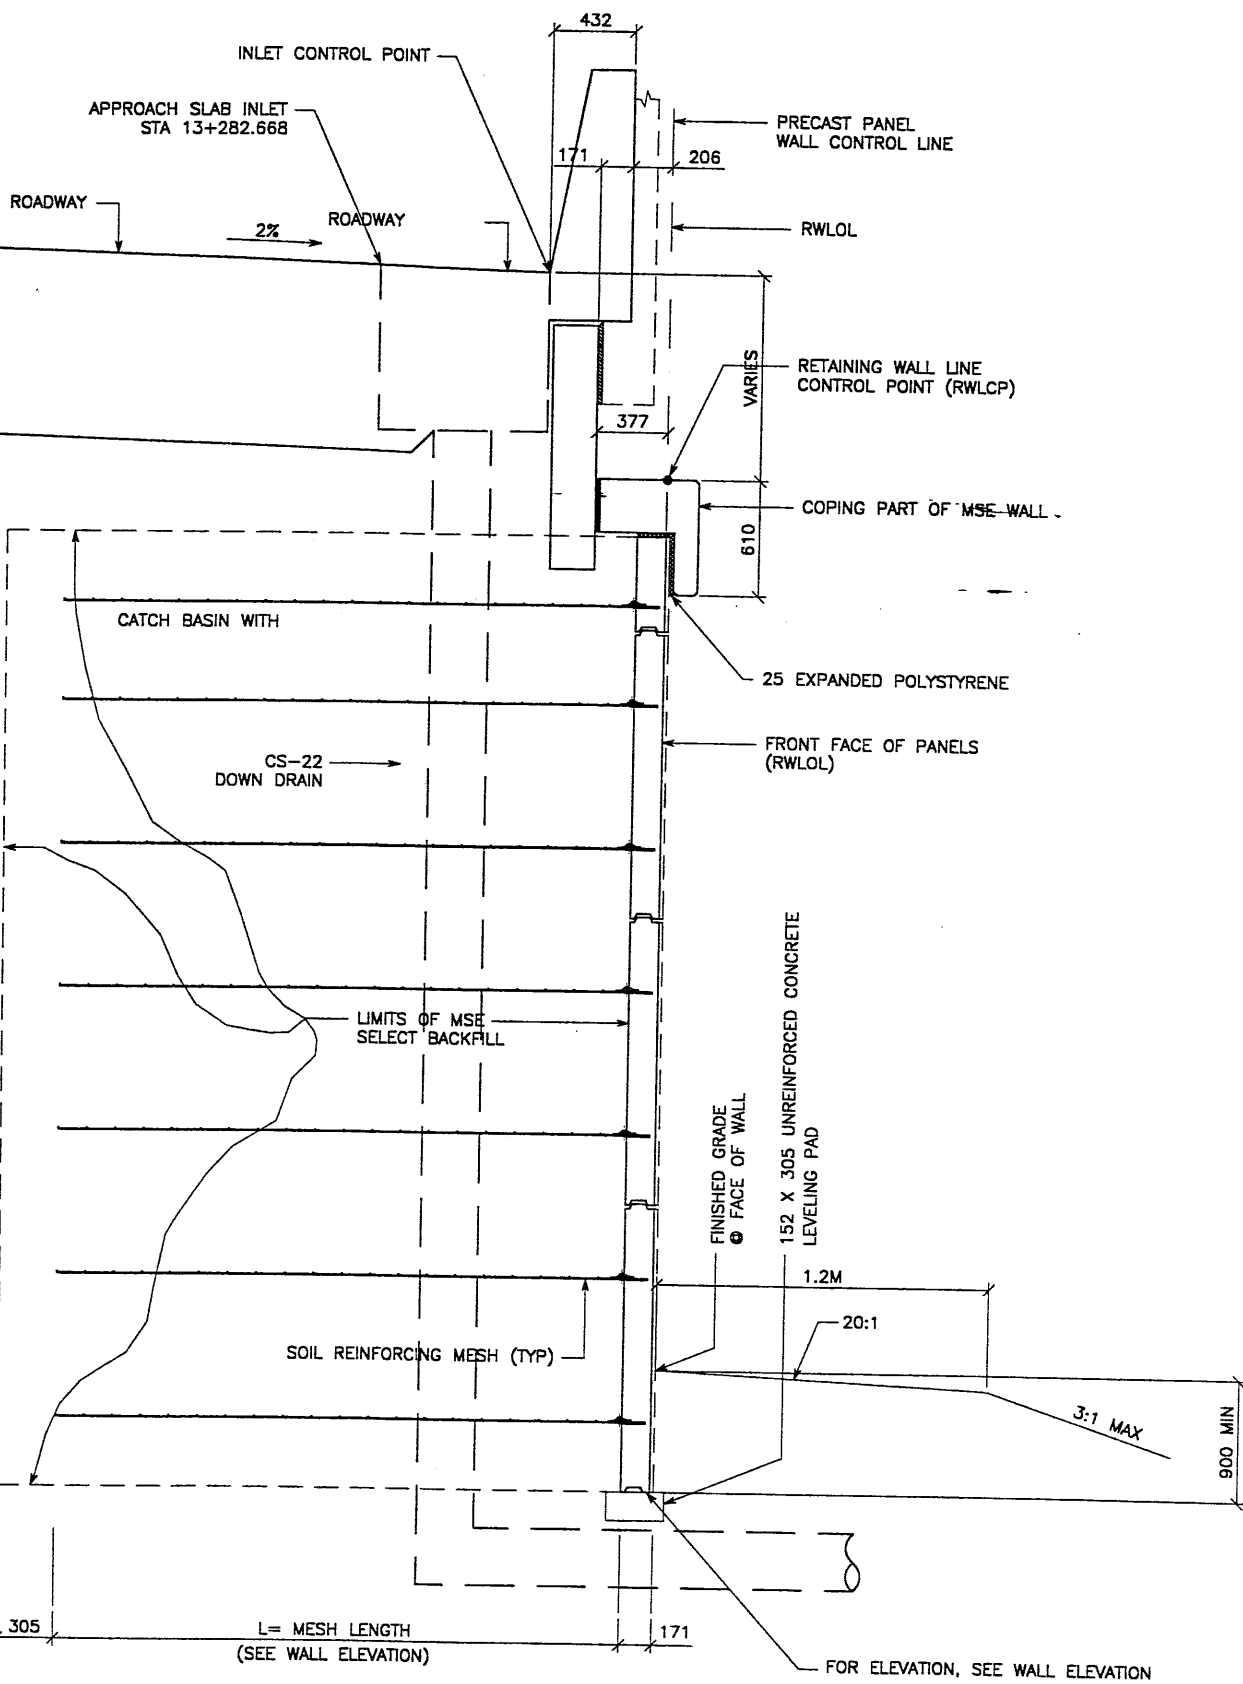 432
INLET CONTROL POINT
APPROACH SLAB INLET
STA 13+282.668
PRECAST PANEL
WALL CONTROL LINE
171
206
ROADWAY
2%
ROADWAY
RWLOL
VARIES
RETAINING WALL LINE
CONTROL POINT (RWLCP)
377
COPING PART OF MSE WALL
610
CATCH BASIN WITH
25 EXPANDED POLYSTYRENE
FRONT FACE OF PANELS
(RWLOL)
CS-22
DOWN DRAIN
LIMITS OF MSE
SELECT BACKFILL
FINISHED GRADE
@ FACE OF WALL
152 X 305 UNREINFORCED CONCRETE
LEVELING PAD
1.2M
20:1
SOIL REINFORCING MESH (TYP)
3:1 MAX
900 MIN
305
L= MESH LENGTH
(SEE WALL ELEVATION)
171
FOR ELEVATION, SEE WALL ELEVATION